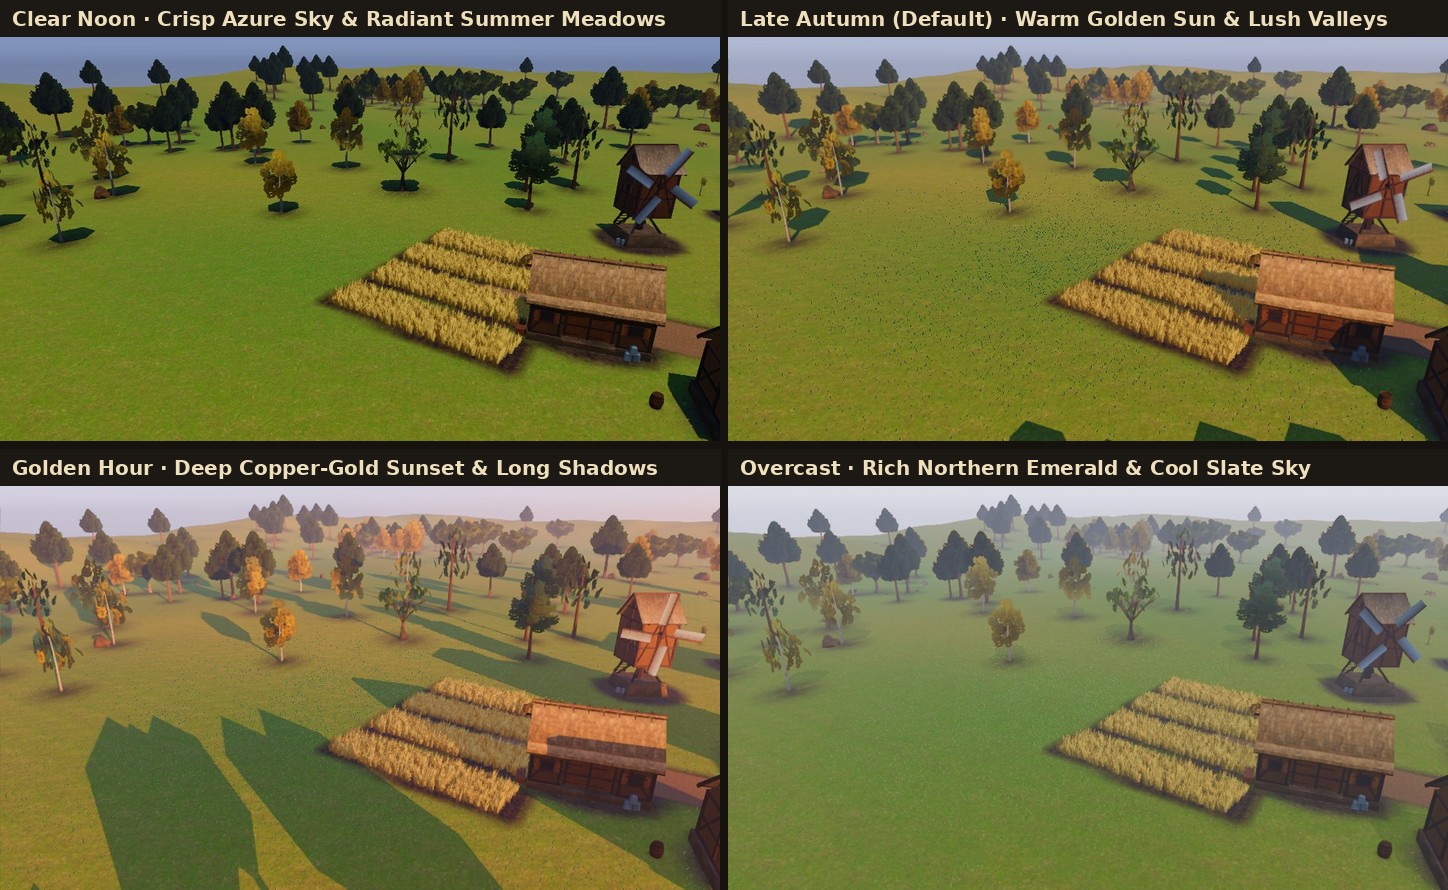 Clear Noon · Crisp Azure Sky & Radiant Summer Meadows
Late Autumn (Default) · Warm Golden Sun & Lush Valleys
Golden Hour · Deep Copper-Gold Sunset & Long Shadows
Overcast · Rich Northern Emerald & Cool Slate Sky